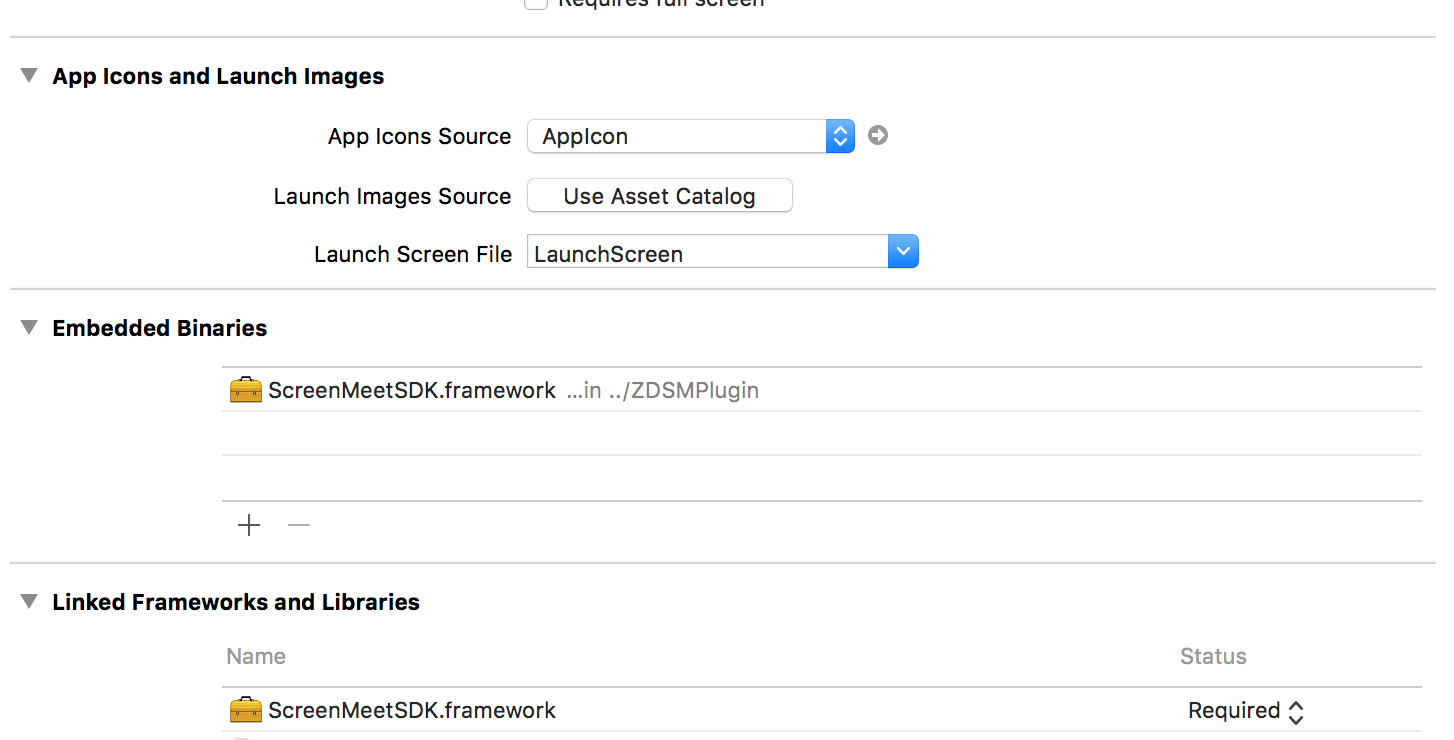 Requires full screen
App Icons and Launch Images
App Icons Source AppIcon
Launch Images Source Use Asset Catalog
Launch Screen File LaunchScreen
Embedded Binaries
ScreenMeetSDK.framework ...in ../ZDSMPlugin
Linked Frameworks and Libraries
Name Status
ScreenMeetSDK.framework Required